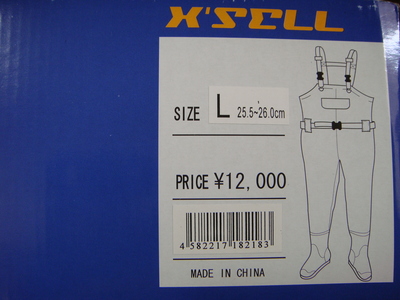 X'SELL
SIZE L 25.5~26.0cm
PRICE ¥12,000
4 582217 182183
MADE IN CHINA